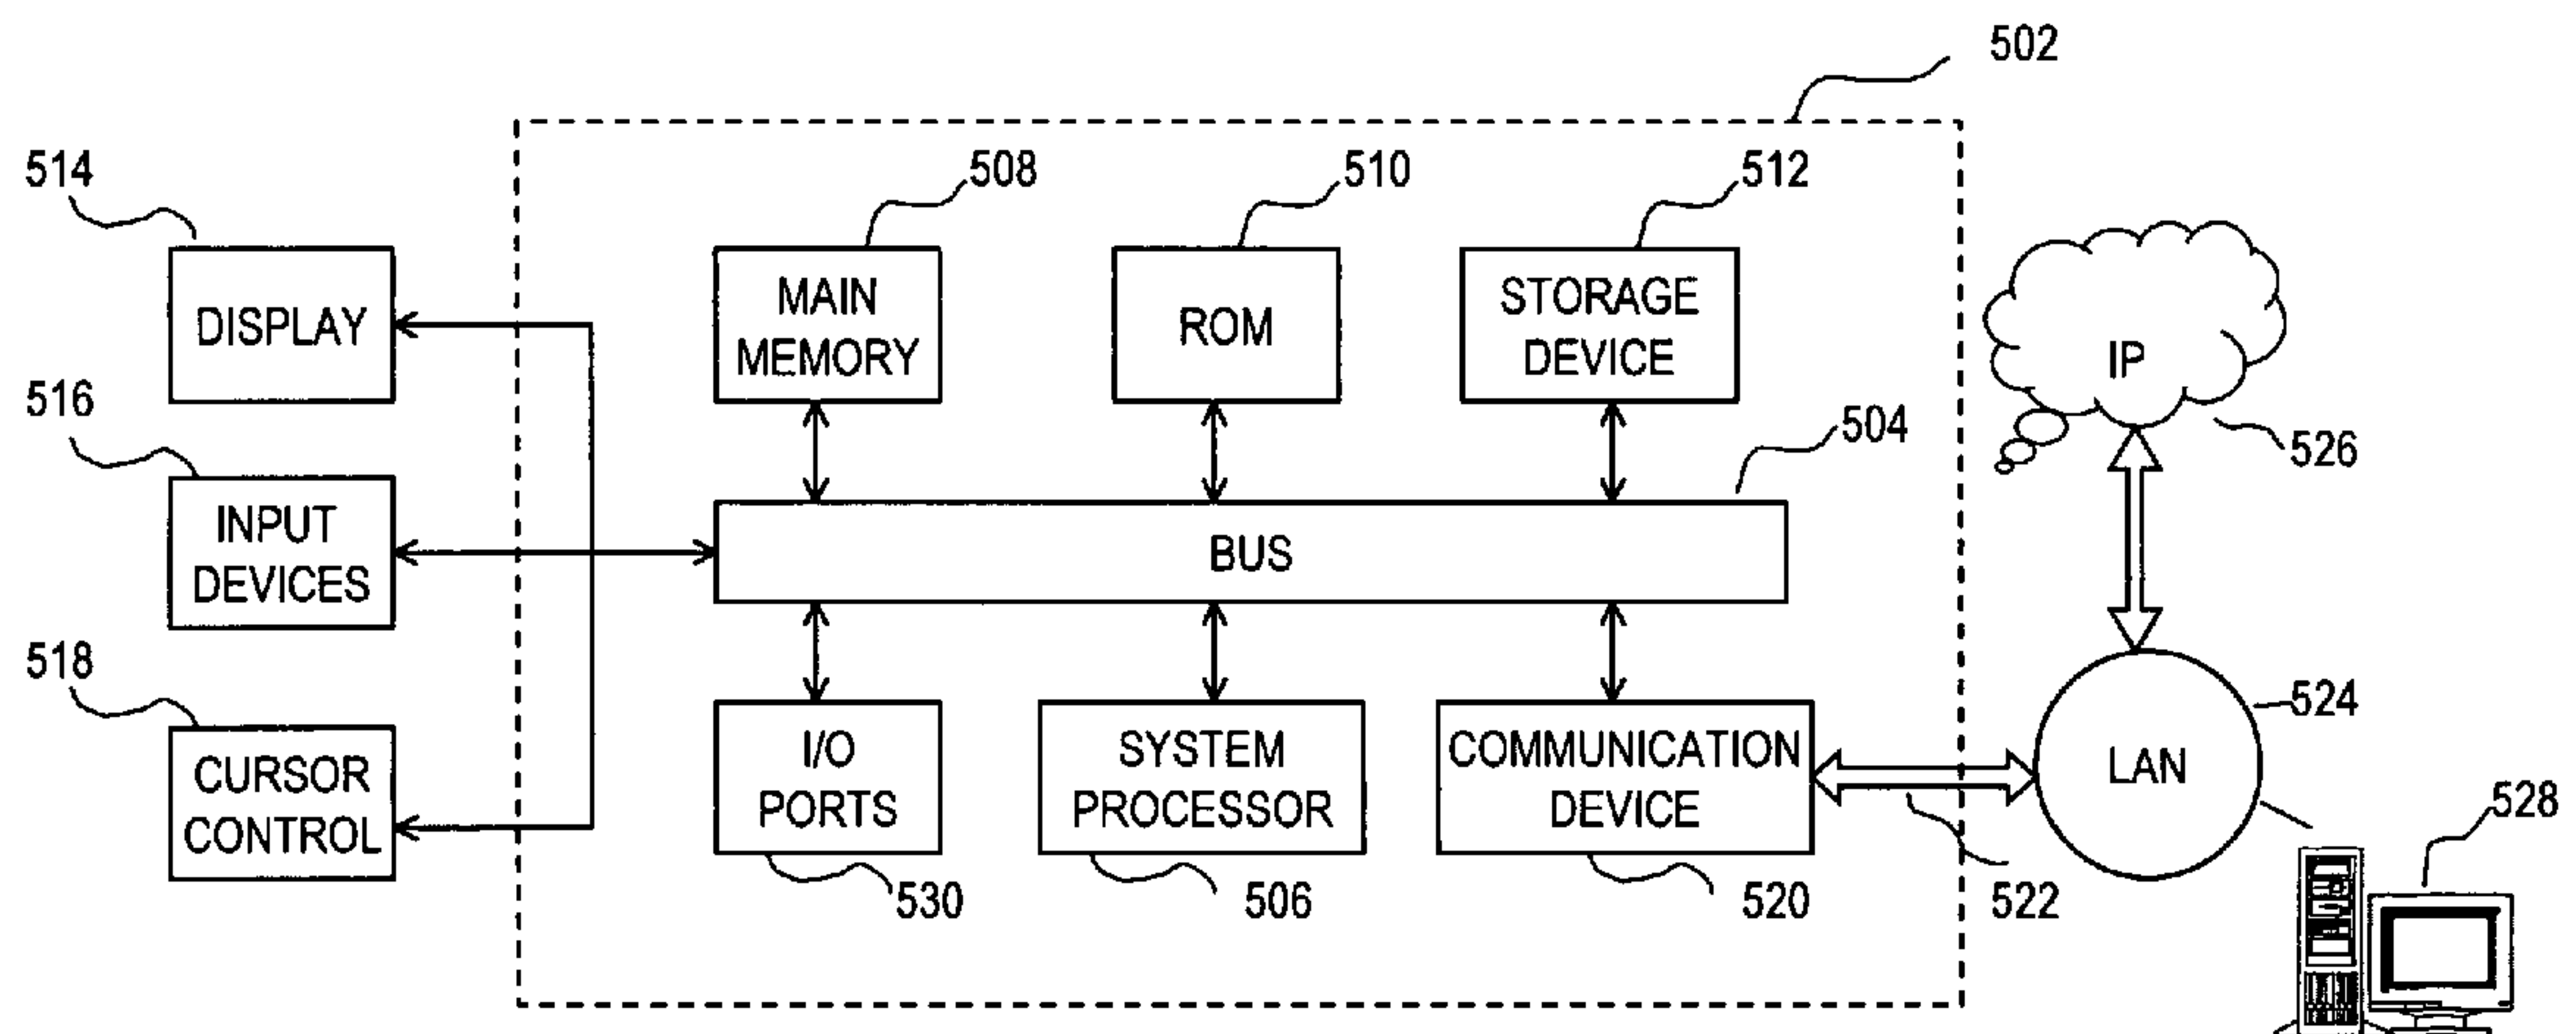 502
514
508
510
512
DISPLAY
MAIN
MEMORY
ROM
STORAGE
DEVICE
IP
516
504
526
INPUT
DEVICES
BUS
518
524
CURSOR
CONTROL
I/O
PORTS
SYSTEM
PROCESSOR
COMMUNICATION
DEVICE
LAN
528
530
506
520
522